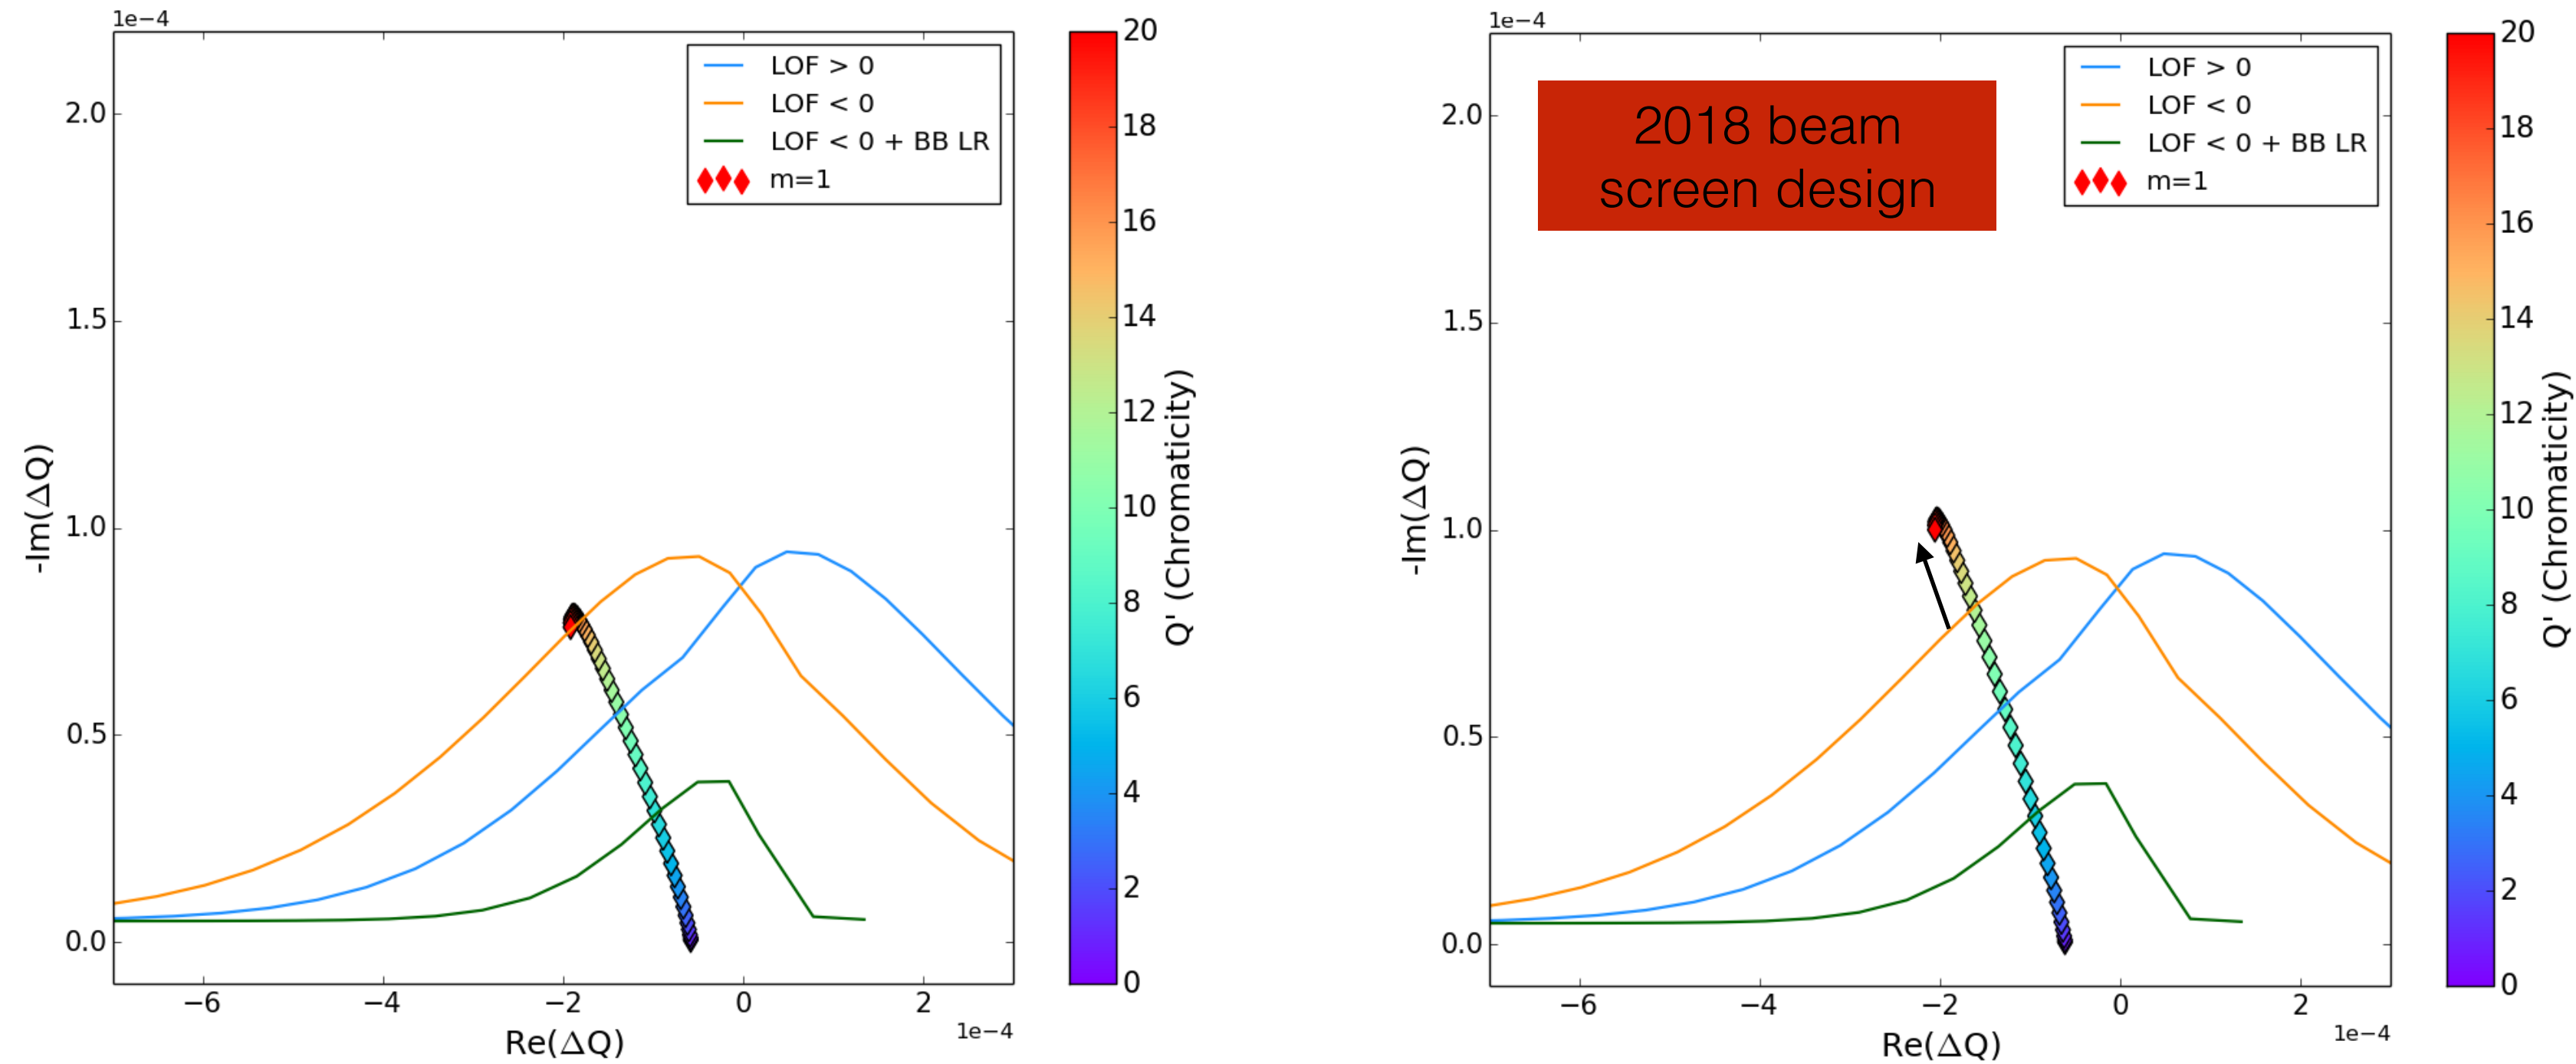 1e−4
2.0
1.5
1.0
0.5
0.0
-Im(ΔQ)
−6
−4
−2
0
2
1e−4
Re(ΔQ)
LOF > 0
LOF < 0
LOF < 0 + BB LR
m=1
20
18
16
14
12
10
8
6
4
2
0
Q' (Chromaticity)
1e−4
2.0
1.5
1.0
0.5
0.0
-Im(ΔQ)
−6
−4
−2
0
2
1e−4
Re(ΔQ)
2018 beam
screen design
LOF > 0
LOF < 0
LOF < 0 + BB LR
m=1
20
18
16
14
12
10
8
6
4
2
0
Q' (Chromaticity)